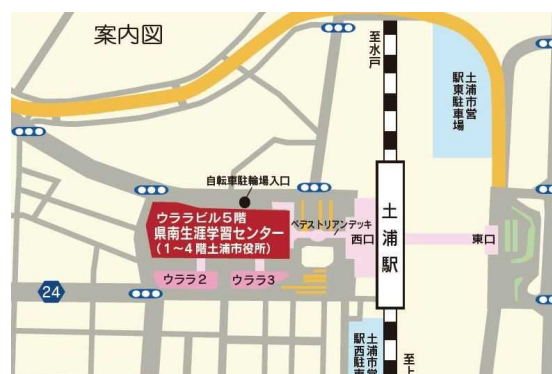 案内図
至水戸
土浦市営
駅東駐車場
自転車駐輪場入口
ウララビル5階
県南生涯学習センター
(1~4階土浦市役所)
ペデストリアンデッキ
西口
土浦駅
東口
24
ウララ2
ウララ3
土浦市営
駅西駐車
至上